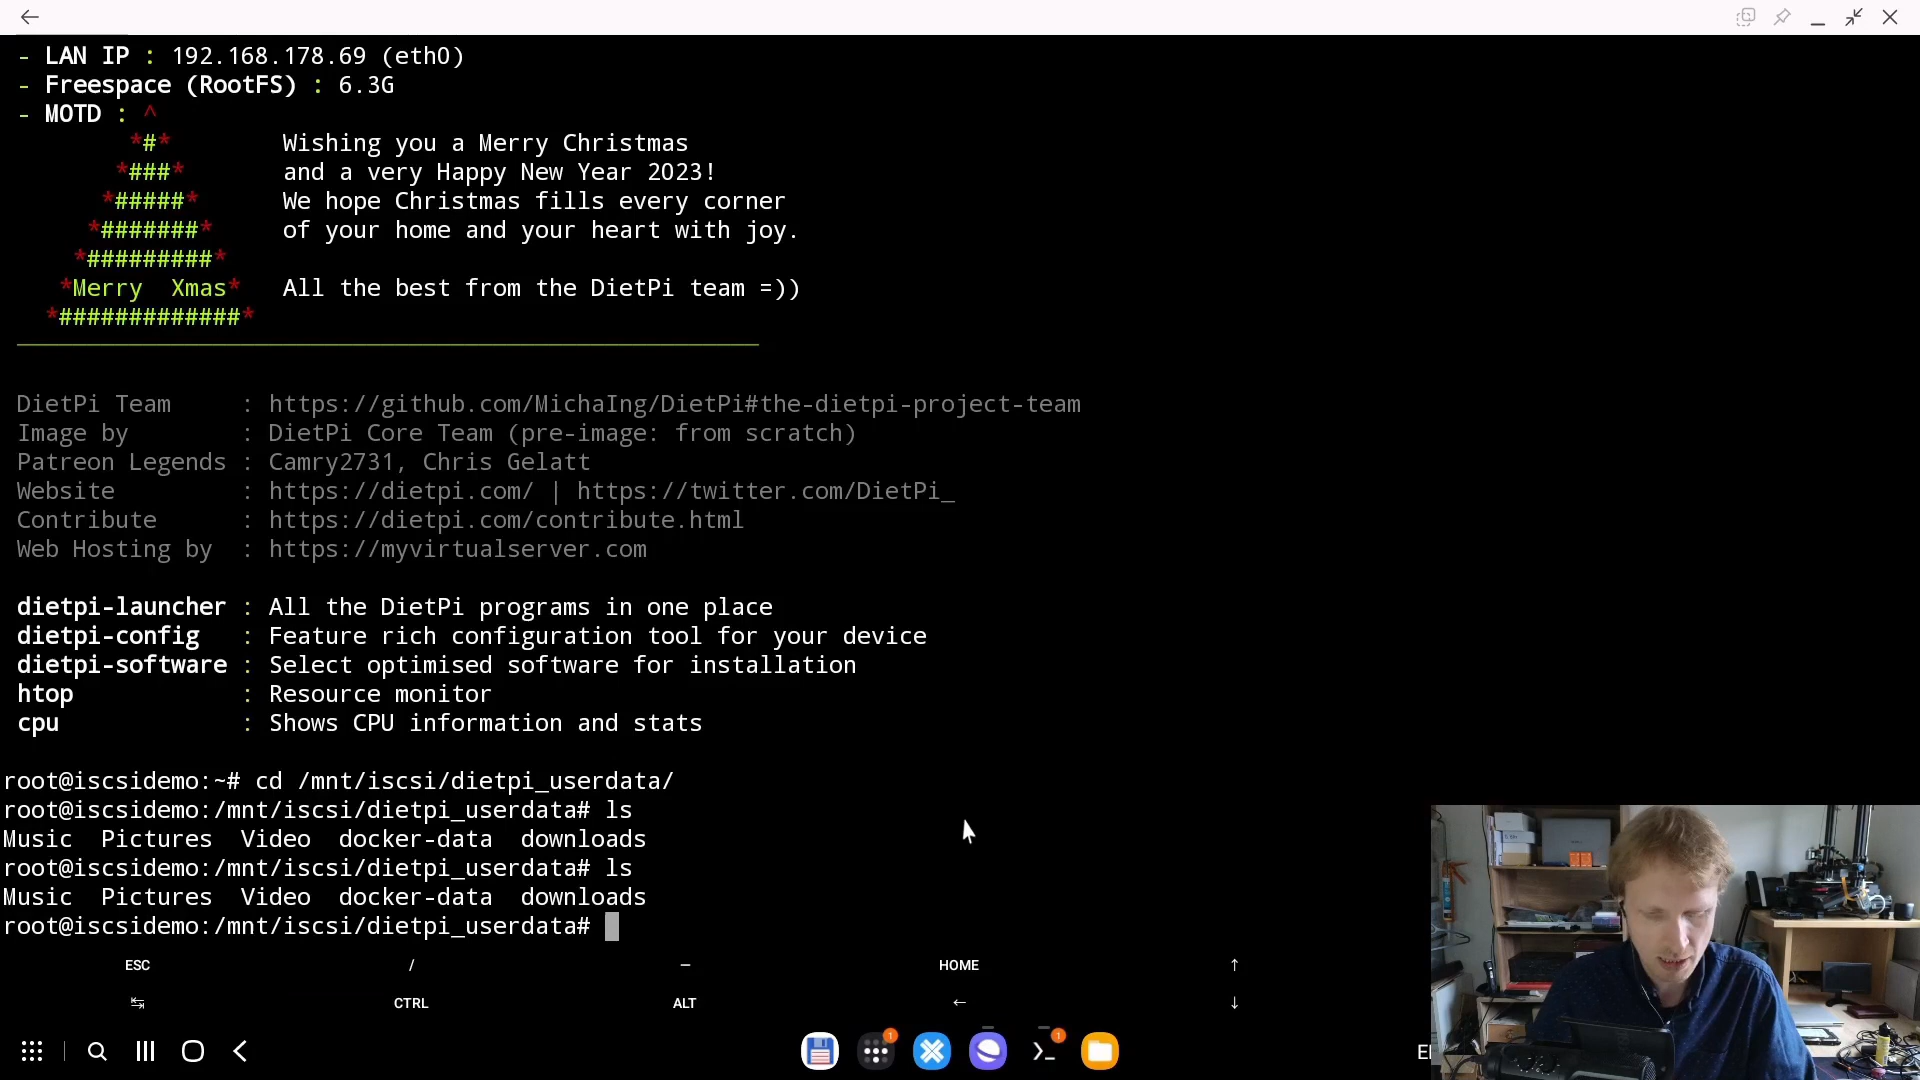 - LAN IP : 192.168.178.69 (eth0)
- Freespace (RootFS) : 6.3G
- MOTD : ^
*#* Wishing you a Merry Christmas
*###* and a very Happy New Year 2023!
*#####* We hope Christmas fills every corner
*#######* of your home and your heart with joy.
*#########*
*Merry Xmas* All the best from the DietPi team =))
*#############*
DietPi Team : https://github.com/MichaIng/DietPi#the-dietpi-project-team
Image by : DietPi Core Team (pre-image: from scratch)
Patreon Legends : Camry2731, Chris Gelatt
Website : https://dietpi.com/ | https://twitter.com/DietPi_
Contribute : https://dietpi.com/contribute.html
Web Hosting by : https://myvirtualserver.com
dietpi-launcher : All the DietPi programs in one place
dietpi-config : Feature rich configuration tool for your device
dietpi-software : Select optimised software for installation
htop : Resource monitor
cpu : Shows CPU information and stats
root@iscsidemo:~# cd /mnt/iscsi/dietpi_userdata/
root@iscsidemo:/mnt/iscsi/dietpi_userdata# ls
Music Pictures Video docker-data downloads
root@iscsidemo:/mnt/iscsi/dietpi_userdata# ls
Music Pictures Video docker-data downloads
root@iscsidemo:/mnt/iscsi/dietpi_userdata#
ESC / — HOME ↑
↹ CTRL ALT ← ↓
1 1